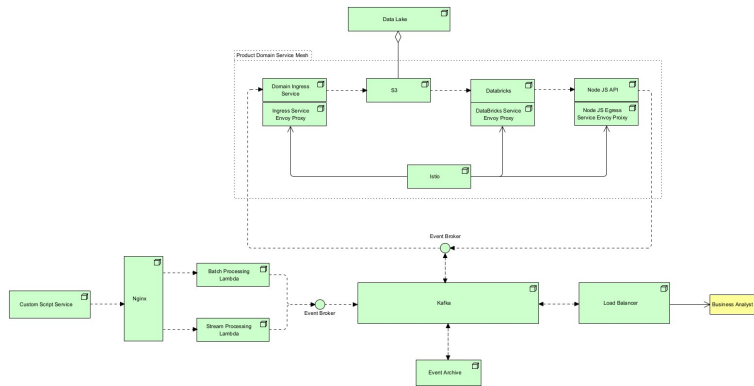 Data Lake
Product Domain Service Mesh
Domain Ingress
Service
S3
Databricks
Node JS API
Ingress Service
Envoy Proxy
DataBricks Service
Envoy Proxy
Node JS Egress
Service Envoy Proxiy
Istio
Event Broker
Batch Processing
Lambda
Custom Script Service
Nginx
Event Broker
Kafka
Load Balancer
Business Analyst
Stream Processing
Lambda
Event Archive